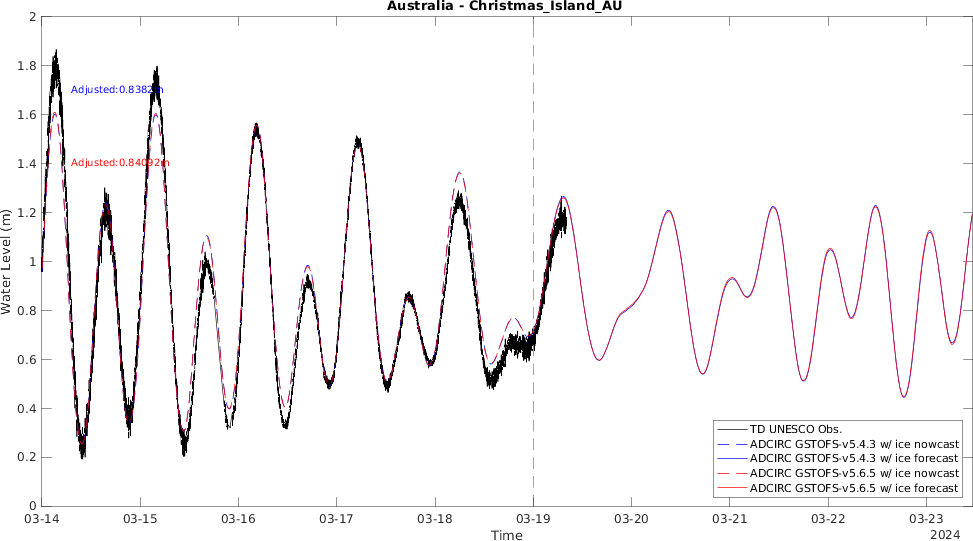 Australia - Christmas_Island_AU
2
1.8
Adjusted:0.8382m
1.6
1.4
Adjusted:0.84092m
1.2
1
0.8
0.6
0.4
0.2
0
Water Level (m)
TD UNESCO Obs.
ADCIRC GSTOFS-v5.4.3 w/ ice nowcast
ADCIRC GSTOFS-v5.4.3 w/ ice forecast
ADCIRC GSTOFS-v5.6.5 w/ ice nowcast
ADCIRC GSTOFS-v5.6.5 w/ ice forecast
03-14 03-15 03-16 03-17 03-18 03-19 03-20 03-21 03-22 03-23
Time
2024